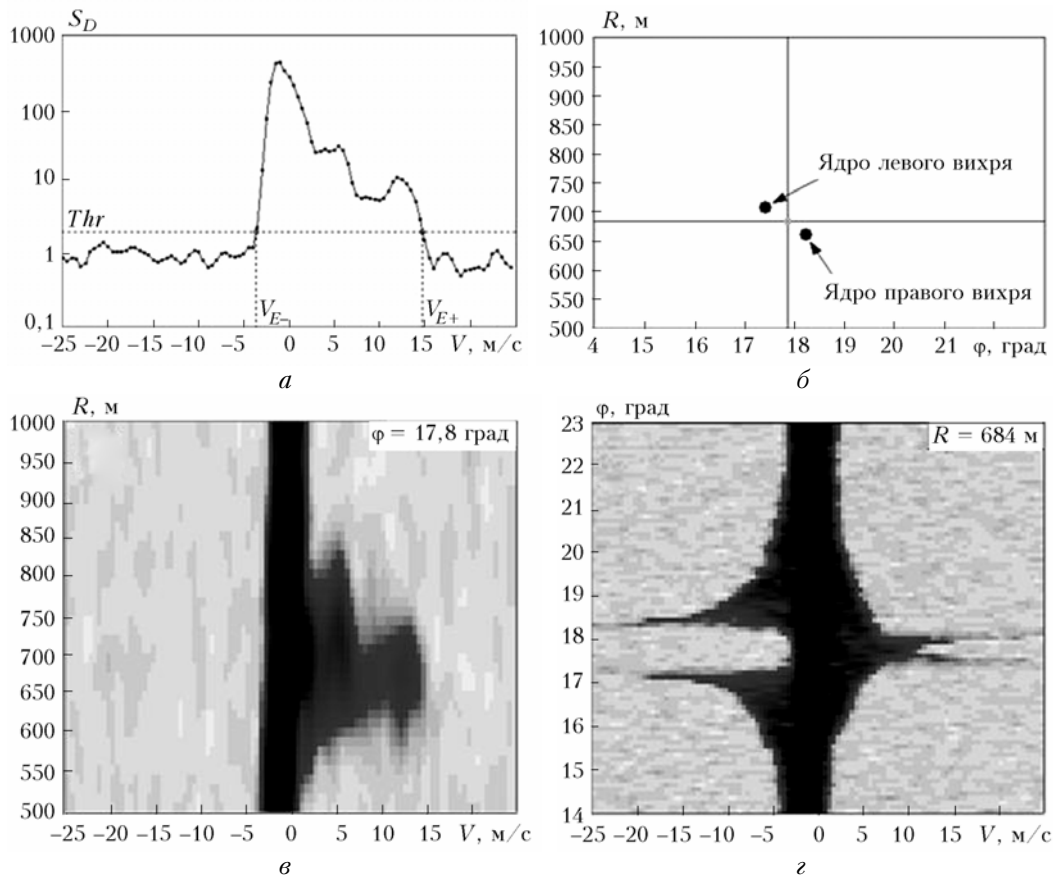 S_D
1000
100
10
Thr
1
0,1
V_E–
V_E+
–25 –20 –15 –10 –5 0 5 10 15 V, м/с
а
R, м
1000
950
900
850
800
750
700
650
600
550
500
Ядро левого вихря
Ядро правого вихря
4 15 16 17 18 19 20 21 φ, град
б
R, м
1000
950
900
850
800
750
700
650
600
550
500
φ = 17,8 град
–25 –20 –15 –10 –5 0 5 10 15 V, м/с
в
φ, град
23
22
21
20
19
18
17
16
15
14
R = 684 м
–25 –20 –15 –10 –5 0 5 10 15 V, м/с
г